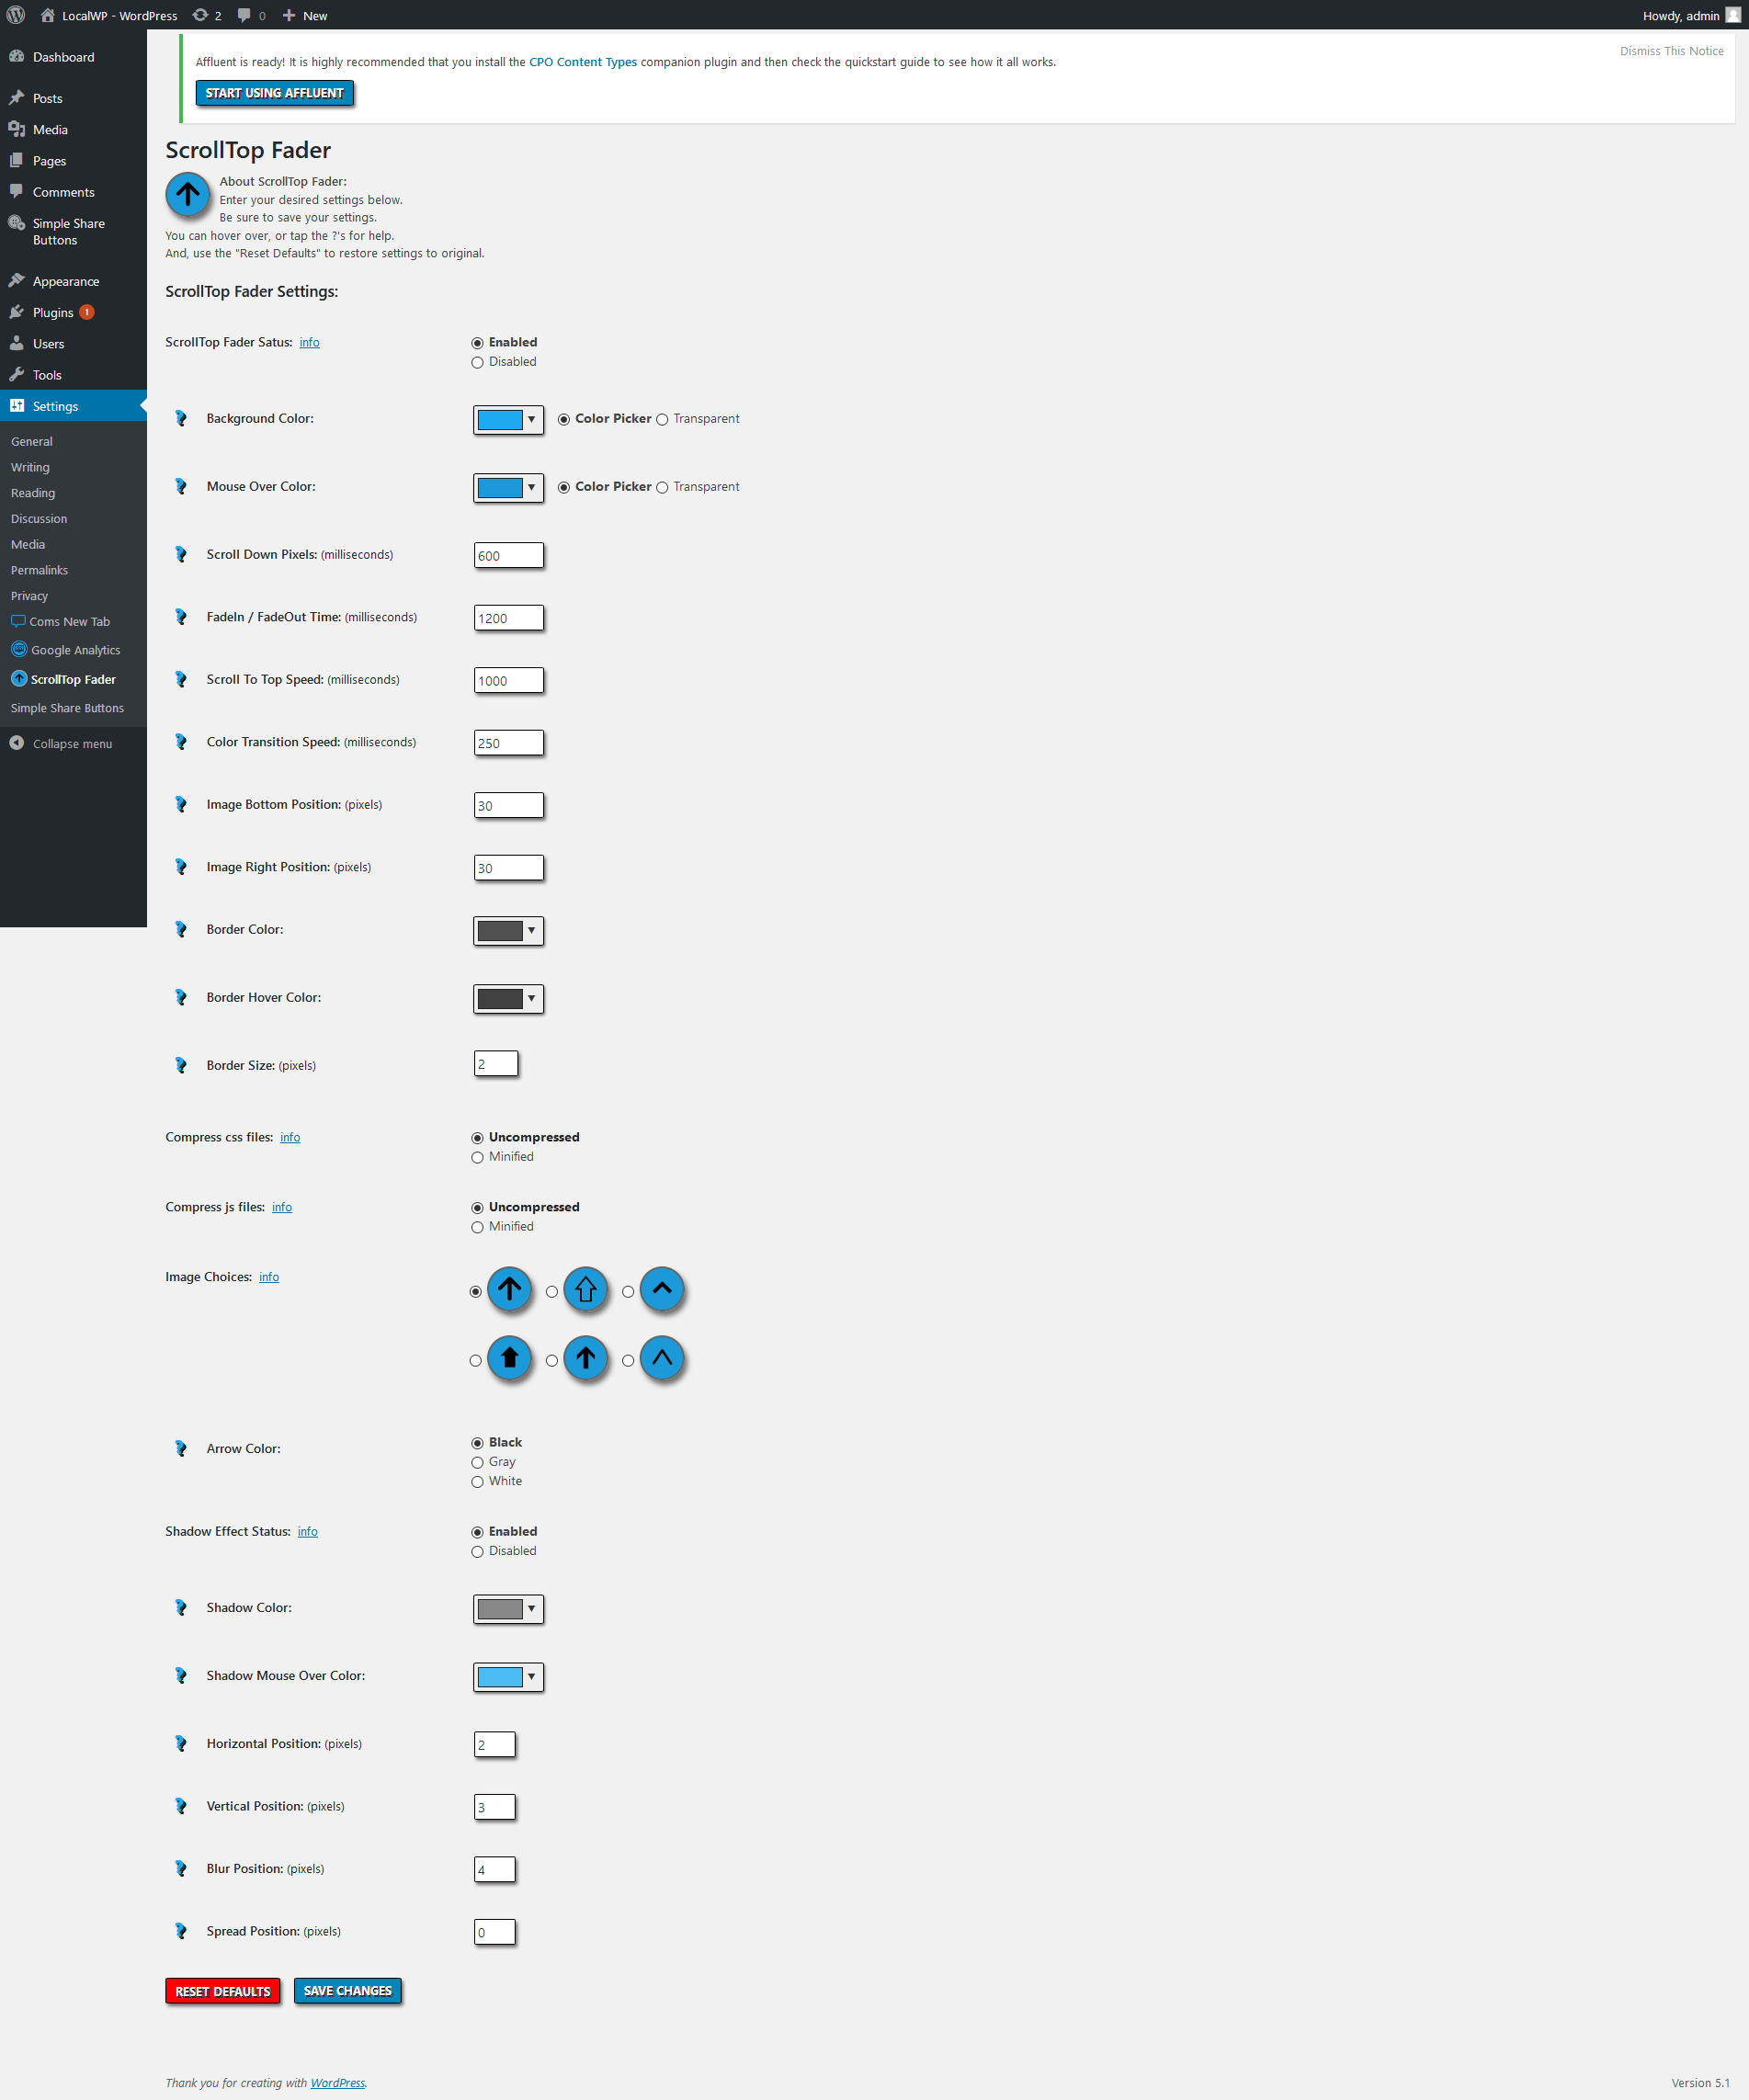 LocalWP - WordPress 2 0 New Howdy, admin
Dashboard
Posts
Media
Pages
Comments
Simple Share
Buttons
Appearance
Plugins 1
Users
Tools
Settings
General
Writing
Reading
Discussion
Media
Permalinks
Privacy
Coms New Tab
Google Analytics
ScrollTop Fader
Simple Share Buttons
Collapse menu
Dismiss This Notice
Affluent is ready! It is highly recommended that you install the CPO Content Types companion plugin and then check the quickstart guide to see how it all works.
START USING AFFLUENT
ScrollTop Fader
About ScrollTop Fader:
Enter your desired settings below.
Be sure to save your settings.
You can hover over, or tap the ?'s for help.
And, use the "Reset Defaults" to restore settings to original.
ScrollTop Fader Settings:
ScrollTop Fader Satus: info Enabled
Disabled
? Background Color: Color Picker Transparent
? Mouse Over Color: Color Picker Transparent
? Scroll Down Pixels: (milliseconds) 600
? FadeIn / FadeOut Time: (milliseconds) 1200
? Scroll To Top Speed: (milliseconds) 1000
? Color Transition Speed: (milliseconds) 250
? Image Bottom Position: (pixels) 30
? Image Right Position: (pixels) 30
? Border Color:
? Border Hover Color:
? Border Size: (pixels) 2
Compress css files: info Uncompressed
Minified
Compress js files: info Uncompressed
Minified
Image Choices: info
? Arrow Color: Black
Gray
White
Shadow Effect Status: info Enabled
Disabled
? Shadow Color:
? Shadow Mouse Over Color:
? Horizontal Position: (pixels) 2
? Vertical Position: (pixels) 3
? Blur Position: (pixels) 4
? Spread Position: (pixels) 0
RESET DEFAULTS SAVE CHANGES
Thank you for creating with WordPress. Version 5.1